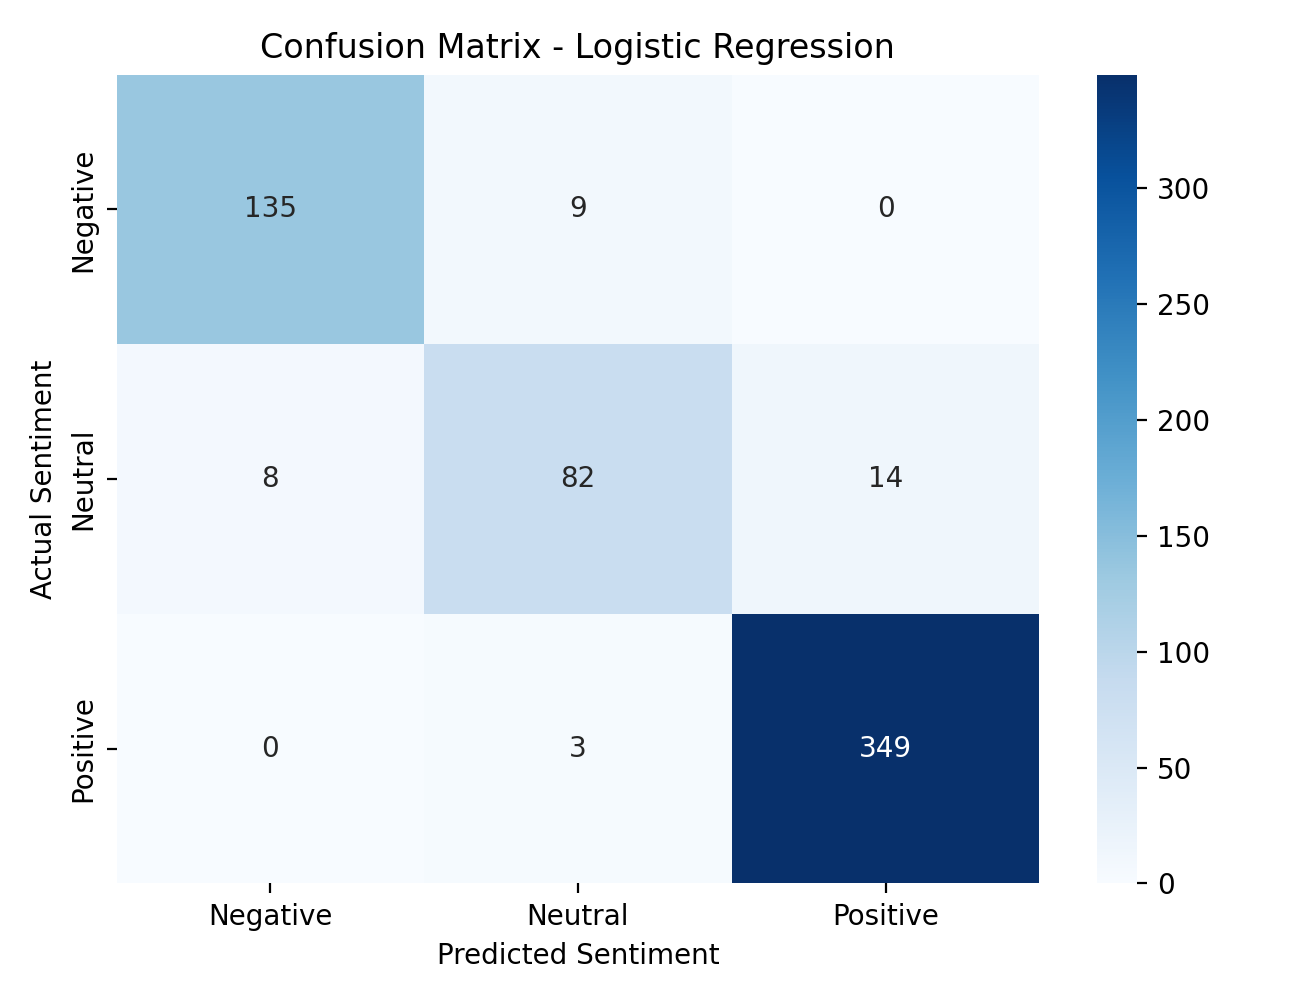 Confusion Matrix - Logistic Regression
Actual Sentiment
Negative
135 9 0
Neutral
8 82 14
Positive
0 3 349
Negative Neutral Positive
Predicted Sentiment
300
250
200
150
100
50
0